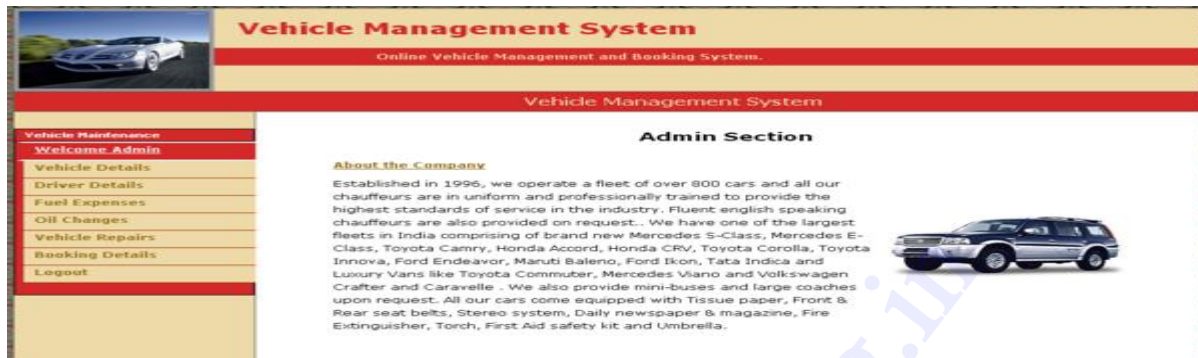 Vehicle Management System
Online Vehicle Management and Booking System.
Vehicle Management System
Vehicle Maintenance
Welcome Admin
Vehicle Details
Driver Details
Fuel Expenses
Oil Changes
Vehicle Repairs
Booking Details
Logout
Admin Section
About the Company
Established in 1996, we operate a fleet of over 800 cars and all our
chauffeurs are in uniform and professionally trained to provide the
highest standards of service in the industry. Fluent english speaking
chauffeurs are also provided on request.. We have one of the largest
fleets in India comprising of brand new Mercedes S-Class, Mercedes E-
Class, Toyota Camry, Honda Accord, Honda CRV, Toyota Corolla, Toyota
Innova, Ford Endeavor, Maruti Baleno, Ford Ikon, Tata Indica and
Luxury Vans like Toyota Commuter, Mercedes Viano and Volkswagen
Crafter and Caravelle . We also provide mini-buses and large coaches
upon request. All our cars come equipped with Tissue paper, Front &
Rear seat belts, Stereo system, Daily newspaper & magazine, Fire
Extinguisher, Torch, First Aid safety kit and Umbrella.